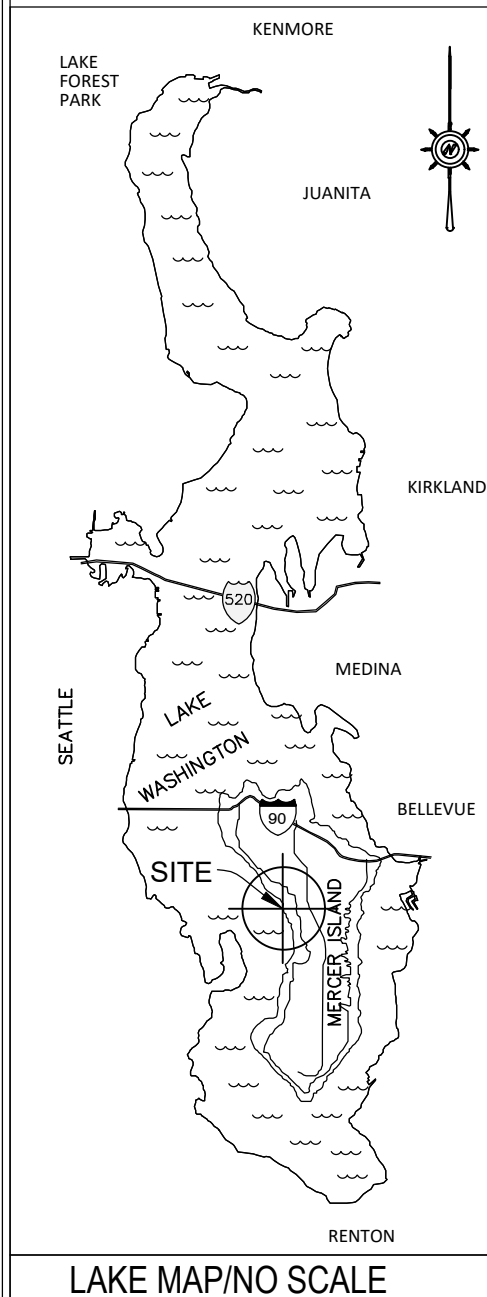 KENMORE
LAKE
FOREST
PARK
N
JUANITA
KIRKLAND
520
MEDINA
SEATTLE
LAKE
WASHINGTON
BELLEVUE
90
SITE
MERCER ISLAND
RENTON
LAKE MAP/NO SCALE